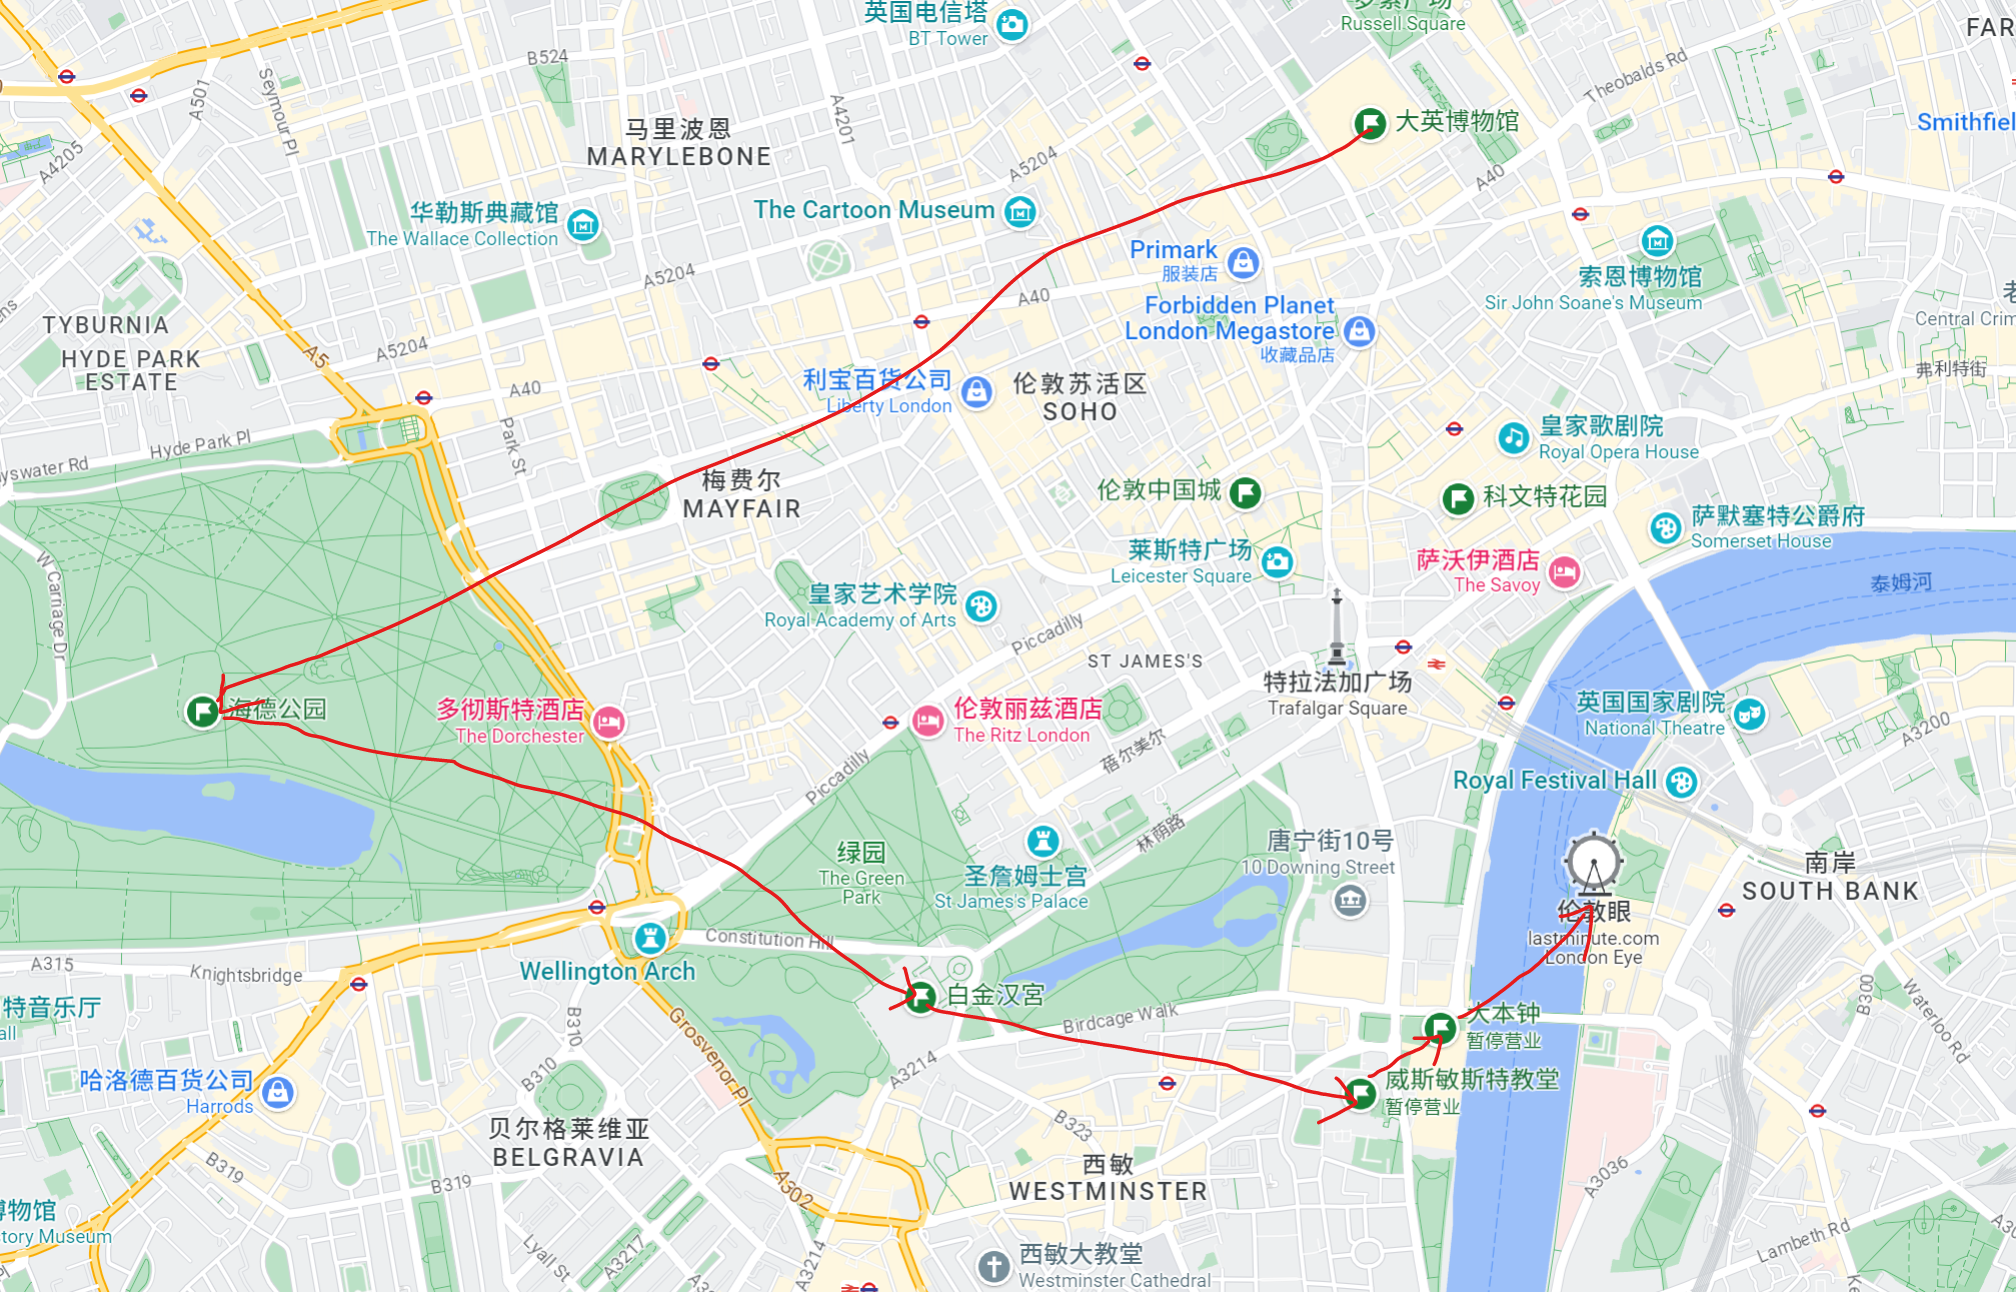 英国电信塔
BT Tower
Russell Square
FAR
B524
Theobalds Rd
A501
Seymour Pl
A4201
大英博物馆
Smithfiel
马里波恩
MARYLEBONE
A4205
A5204
A40
华勒斯典藏馆
The Wallace Collection
The Cartoon Museum
Primark
服装店
索恩博物馆
Sir John Soane's Museum
A5204
A40
Forbidden Planet
London Megastore
收藏品店
Central Crim
TYBURNIA
HYDE PARK
ESTATE
A5
A5204
A40
利宝百货公司
Liberty London
伦敦苏活区
SOHO
弗利特街
Hyde Park Pl
yswater Rd
Park St
皇家歌剧院
Royal Opera House
梅费尔
MAYFAIR
伦敦中国城
科文特花园
萨默塞特公爵府
Somerset House
W Carriage Dr
莱斯特广场
Leicester Square
萨沃伊酒店
The Savoy
泰姆河
皇家艺术学院
Royal Academy of Arts
Piccadilly
ST JAMES'S
特拉法加广场
Trafalgar Square
海德公园
多彻斯特酒店
The Dorchester
伦敦丽兹酒店
The Ritz London
蓓尔美尔
英国国家剧院
National Theatre
A3200
Piccadilly
Royal Festival Hall
林荫路
绿园
The Green
Park
圣詹姆士宫
St James's Palace
唐宁街10号
10 Downing Street
南岸
SOUTH BANK
伦敦眼
lastminute.com
London Eye
Constitution Hill
Wellington Arch
A315
Knightsbridge
特音乐厅
all
白金汉宫
Birdcage Walk
大本钟
暂停营业
B300
Waterloo Rd
Grosvenor Pl
B310
B310
A3214
哈洛德百货公司
Harrods
威斯敏斯特教堂
暂停营业
B323
贝尔格莱维亚
BELGRAVIA
B319
B319
A302
西敏
WESTMINSTER
A3036
博物馆
tory Museum
Lyall St
A3217
A3214
西敏大教堂
Westminster Cathedral
Lambeth Rd